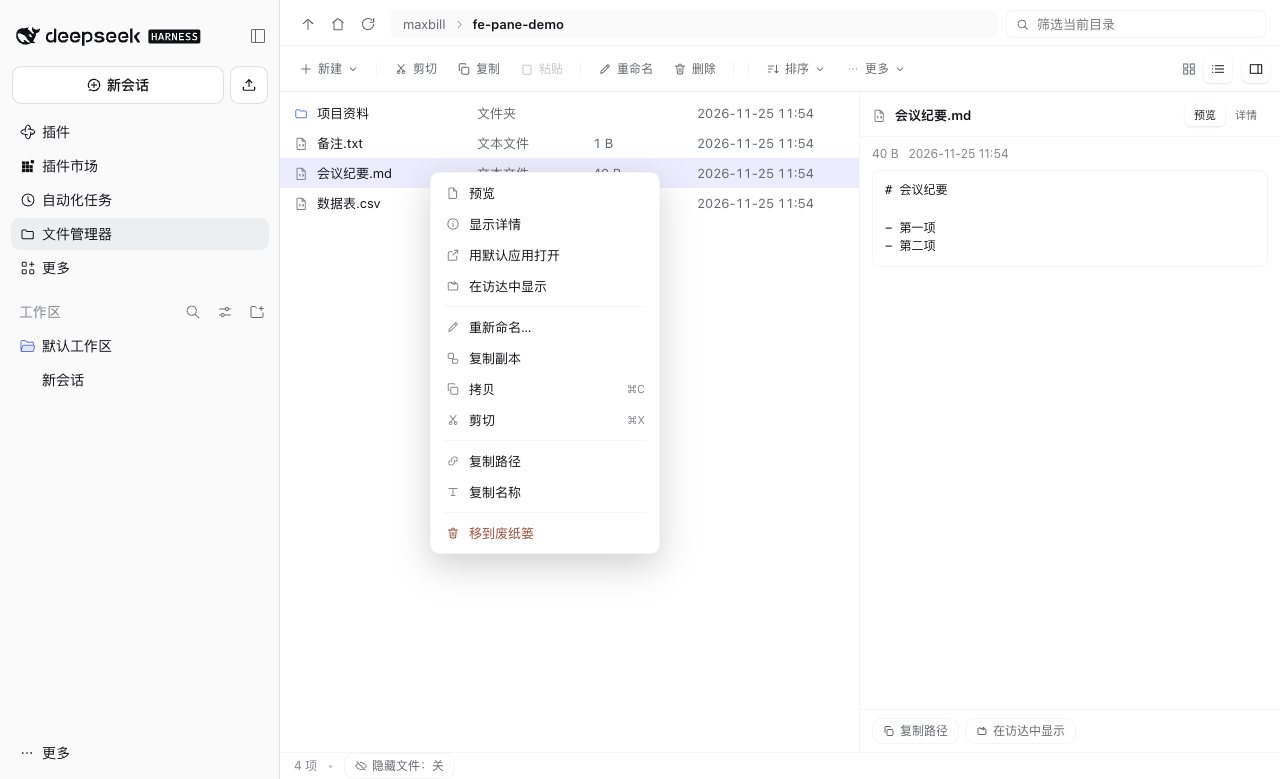 deepseek HARNESS
新会话
插件
插件市场
自动化任务
文件管理器
更多
工作区
默认工作区
新会话
更多
maxbill > fe-pane-demo
筛选当前目录
新建 剪切 复制 粘贴 重命名 删除 排序 更多
项目资料 文件夹 2026-11-25 11:54
备注.txt 文本文件 1 B 2026-11-25 11:54
会议纪要.md 文本文件 40 B 2026-11-25 11:54
数据表.csv 2026-11-25 11:54
预览
显示详情
用默认应用打开
在访达中显示
重新命名...
复制副本
拷贝 ⌘C
剪切 ⌘X
复制路径
复制名称
移到废纸篓
会议纪要.md 预览 详情
40 B 2026-11-25 11:54
# 会议纪要
- 第一项
- 第二项
复制路径 在访达中显示
4 项 • 隐藏文件: 关